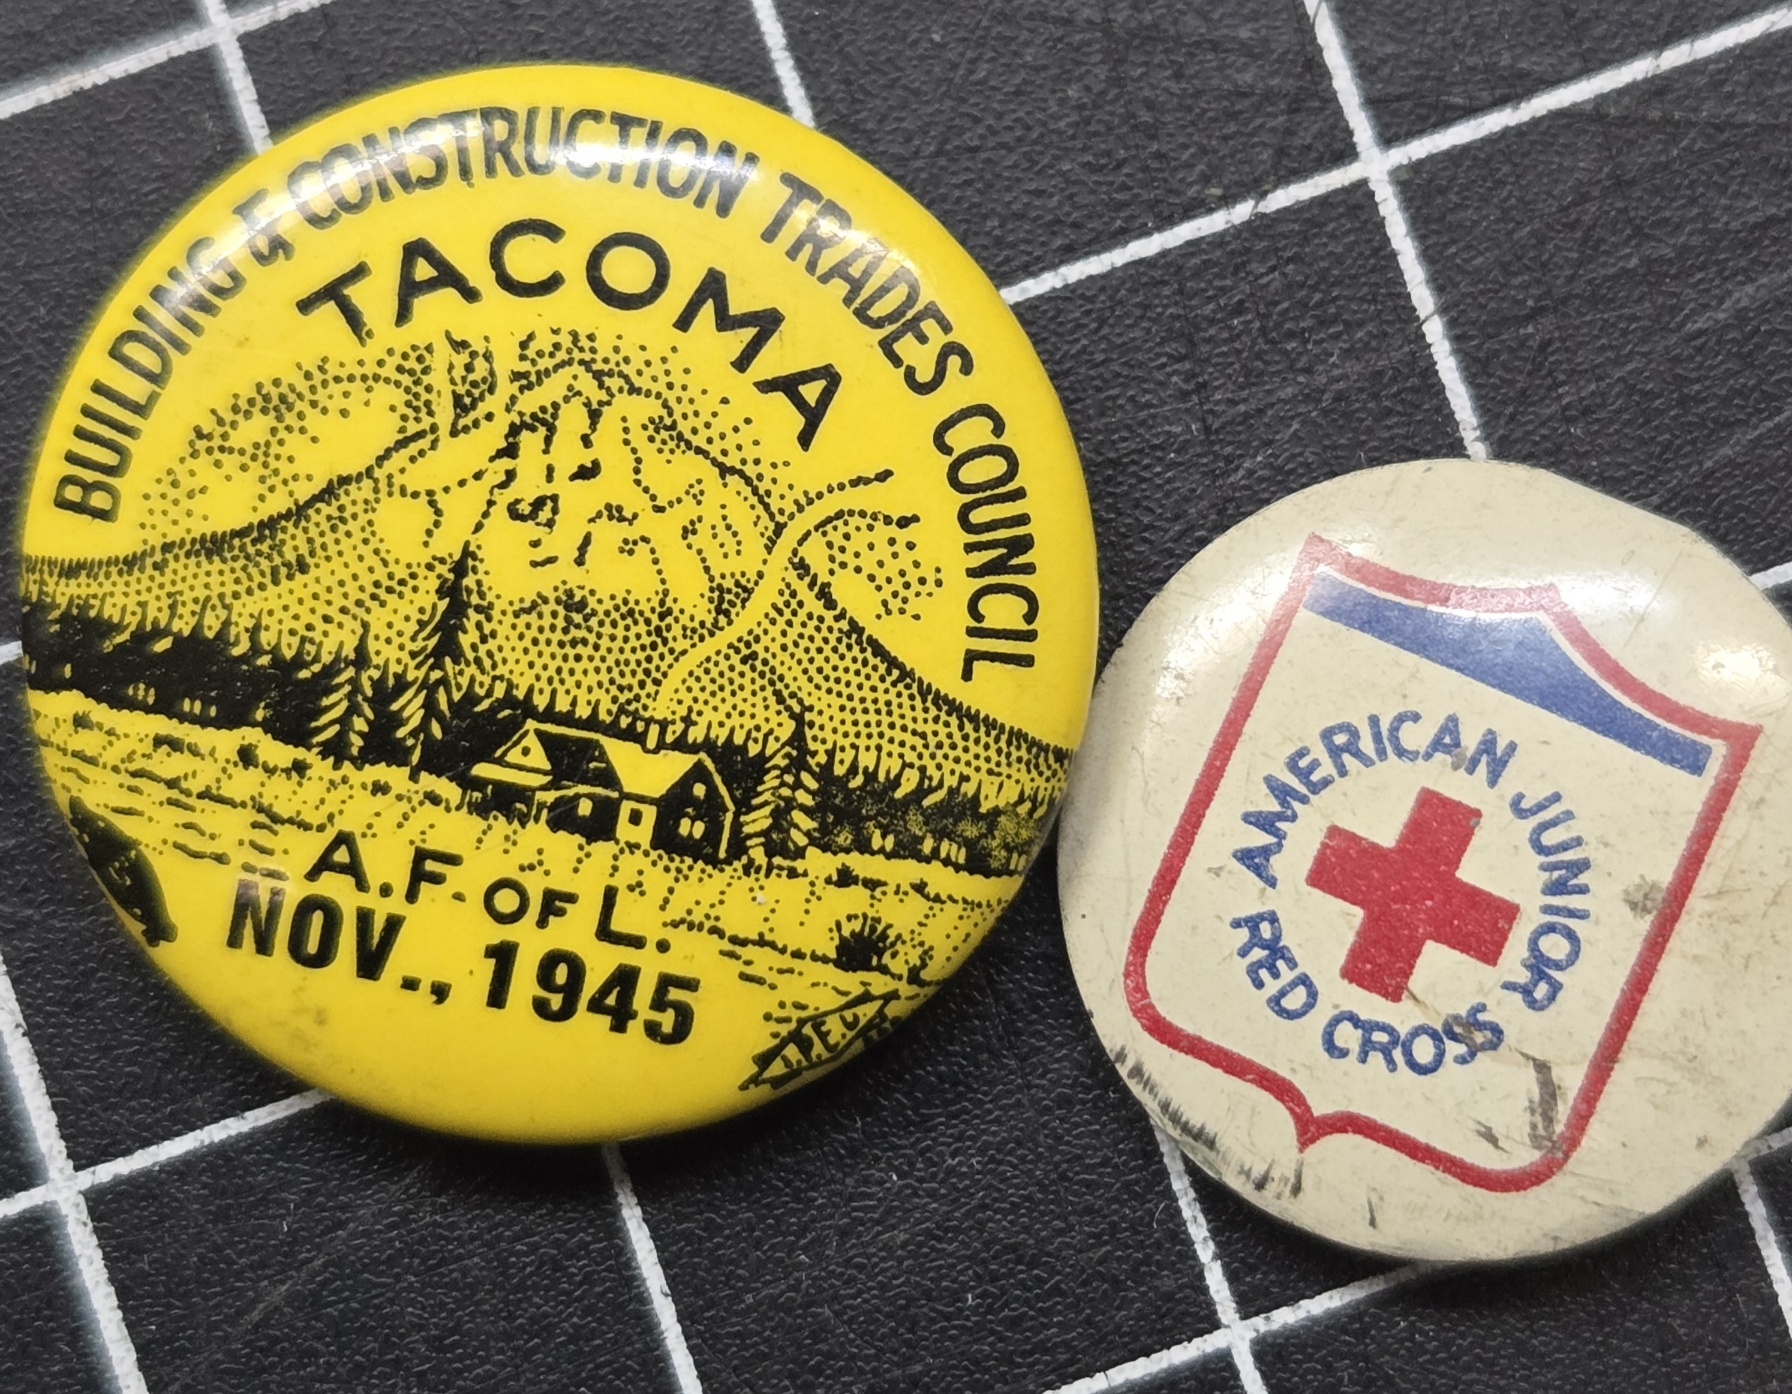 BUILDING & CONSTRUCTION TRADES COUNCIL
TACOMA
A.F. OF L.
NOV., 1945
AMERICAN JUNIOR
RED CROSS